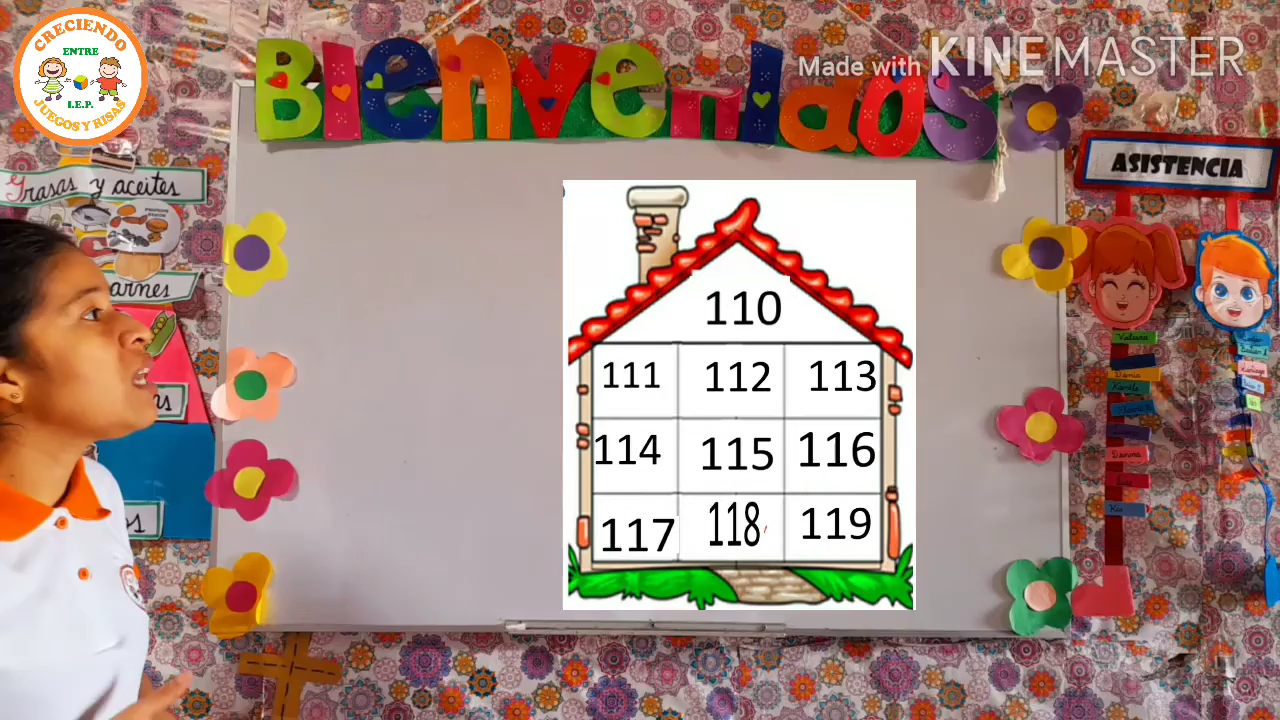 CRECIENDO
ENTRE
I.E.P.
JUEGOS Y RISAS
BIenvenIdos
Made with KINEMASTER
ASISTENCIA
Grasas y aceites
arnes
110
111 112 113
114 115 116
117 118 119